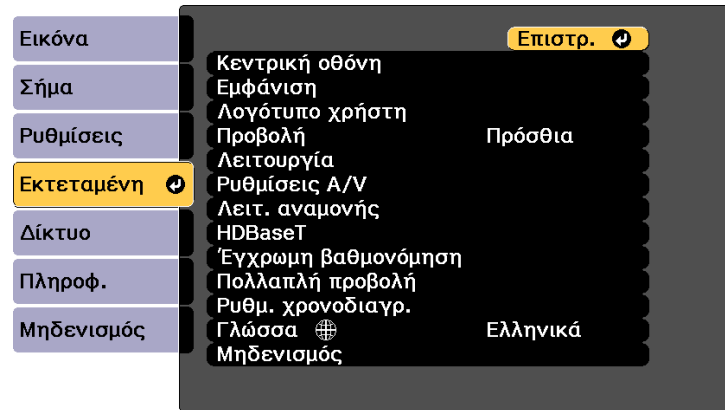 Εικόνα
Σήμα
Ρυθμίσεις
Εκτεταμένη
Δίκτυο
Πληροφ.
Μηδενισμός
Επιστρ.
Κεντρική οθόνη
Εμφάνιση
Λογότυπο χρήστη
Προβολή Πρόσθια
Λειτουργία
Ρυθμίσεις A/V
Λειτ. αναμονής
HDBaseT
Έγχρωμη βαθμονόμηση
Πολλαπλή προβολή
Ρυθμ. χρονοδιαγρ.
Γλώσσα Ελληνικά
Μηδενισμός